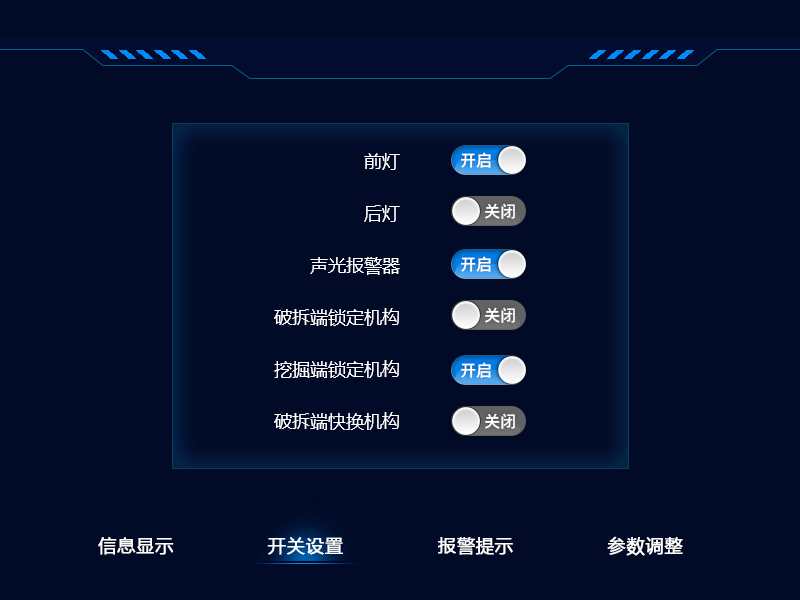 前灯 开启
后灯 关闭
声光报警器 开启
破拆端锁定机构 关闭
挖掘端锁定机构 开启
破拆端快换机构 关闭
信息显示 开关设置 报警提示 参数调整